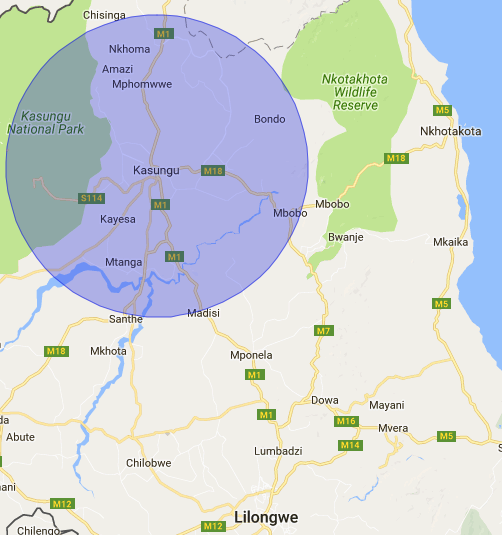 Chisinga
M1
Nkhoma
Amazi
Mphomwwe
Nkotakhota
Wildlife
Reserve
M5
Kasungu
National Park
Bondo
Nkhotakota
M18
Kasungu
M18
S114
M1
Mbobo
Mbobo
Kayesa
Bwanje
Mkaika
M1
Mtanga
M5
Madisi
Santhe
M7
M18
Mkhota
Mponela
M1
Dowa
Mayani
M1
M16
da
Mvera
Abute
M14
M5
S
Lumbadzi
Chilobwe
ani
M12
Lilongwe
M12
Chilengo